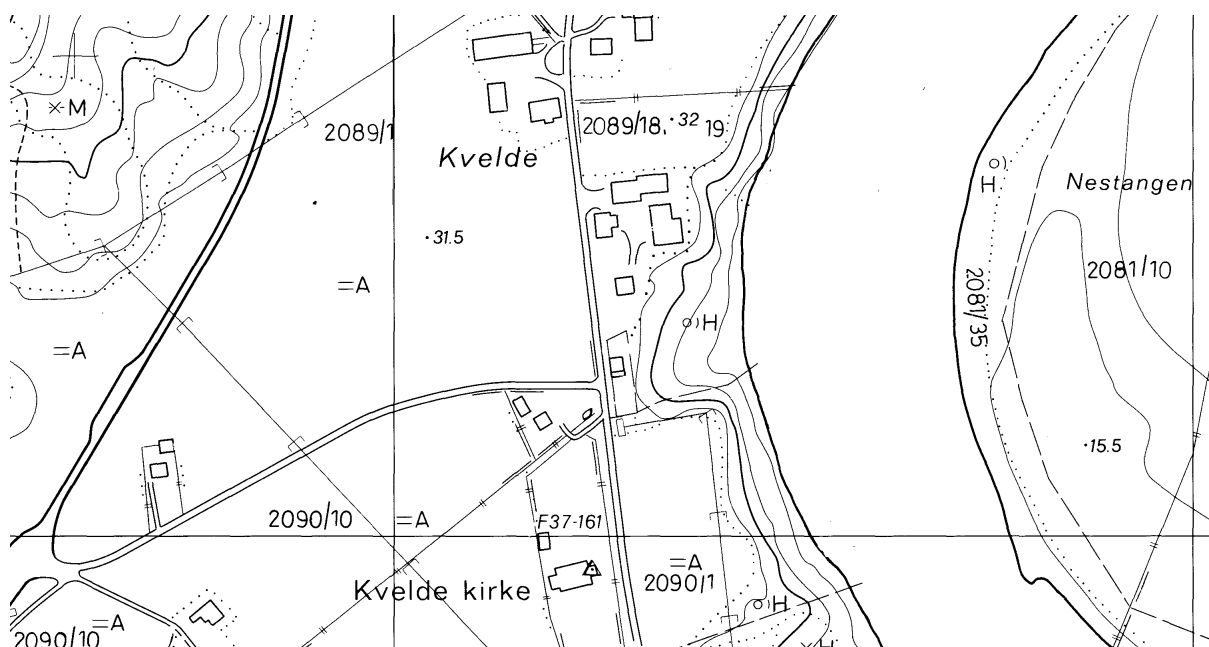 M
2089/1
2089/18. ·32 19
Kvelde
H
Nestangen
·31.5
2081/10
=A
2081/35
H
=A
·15.5
2090/10
=A
F37-161
=A
2090/1
Kvelde kirke
H
=A
2090/10
H